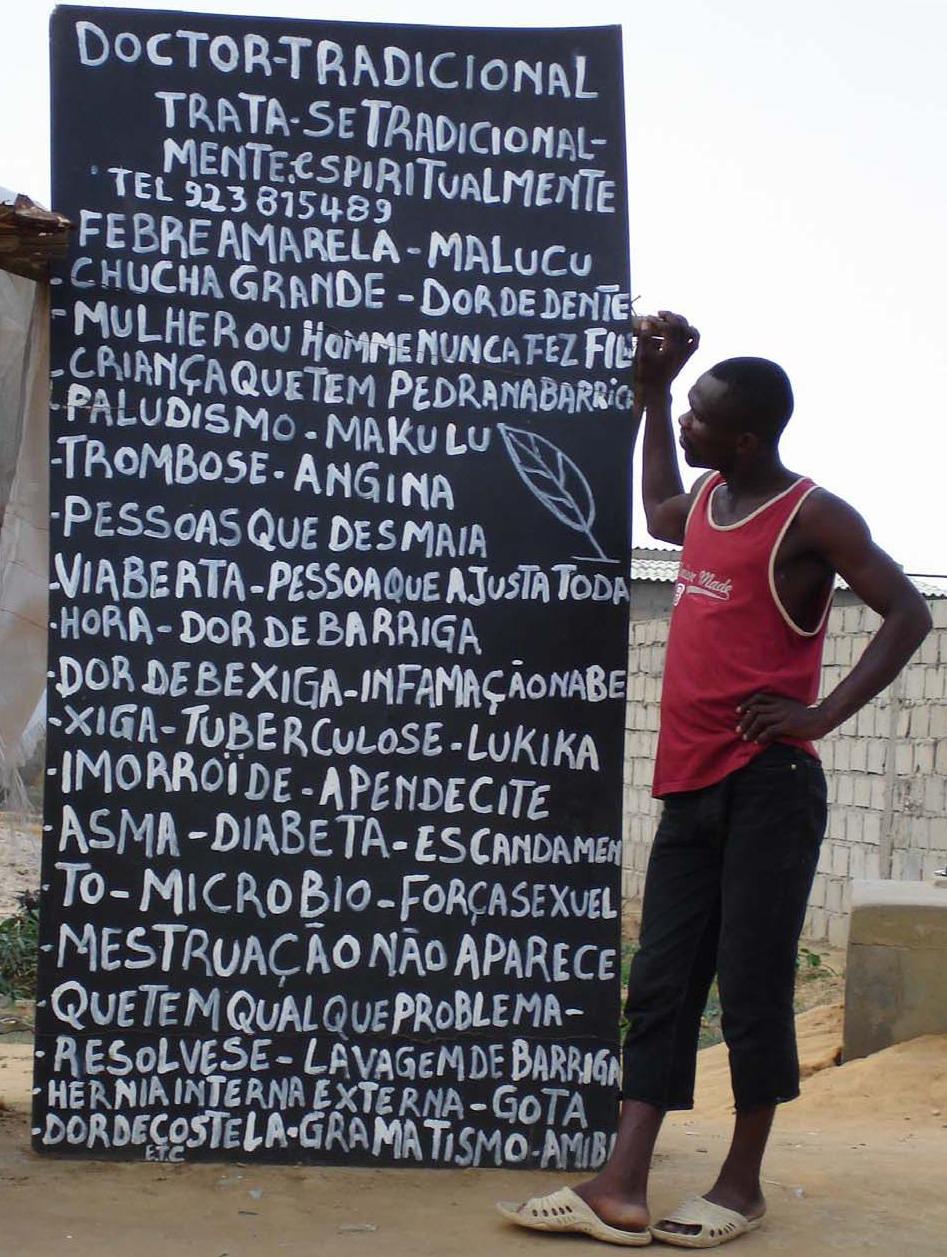 DOCTOR-TRADICIONAL
TRATA-SE TRADICIONAL-
MENTE.eSPIRITUALMENTE
TEL 923 815489
FEBRE AMARELA - MALUCU
-CHUCHA GRANDE - DOR DE DENTE
-MULHER OU HOMME NUNCA FEZ FIL
-CRIANÇA QUE TEM PEDRA NA BARRIG
-PALUDISMO - MAKULU
-TROMBOSE - ANGINA
-PESSOAS QUE DESMAIA
-VIABERTA - PESSOA QUE AJUSTA TODA
-HORA - DOR DE BARRIGA
-DOR DE BEXIGA - INFAMAÇÃO NA BE
-XIGA - TUBERCULOSE - LUKIKA
-IMORROÏDE - APENDECITE
-ASMA - DIABETA - ESCANDAMEN
-TO - MICROBIO - FORÇA SEXUEL
-MESTRUAÇÃO NÃO APARECE
-QUE TEM QUALQUE PROBLEMA -
-RESOLVESE - LAVAGEM DE BARRIGA
-HERNIA INTERNA EXTERNA - GOTA
-DOR DE COSTELA - GRAMATISMO - AMIBI
E.T.C
Made